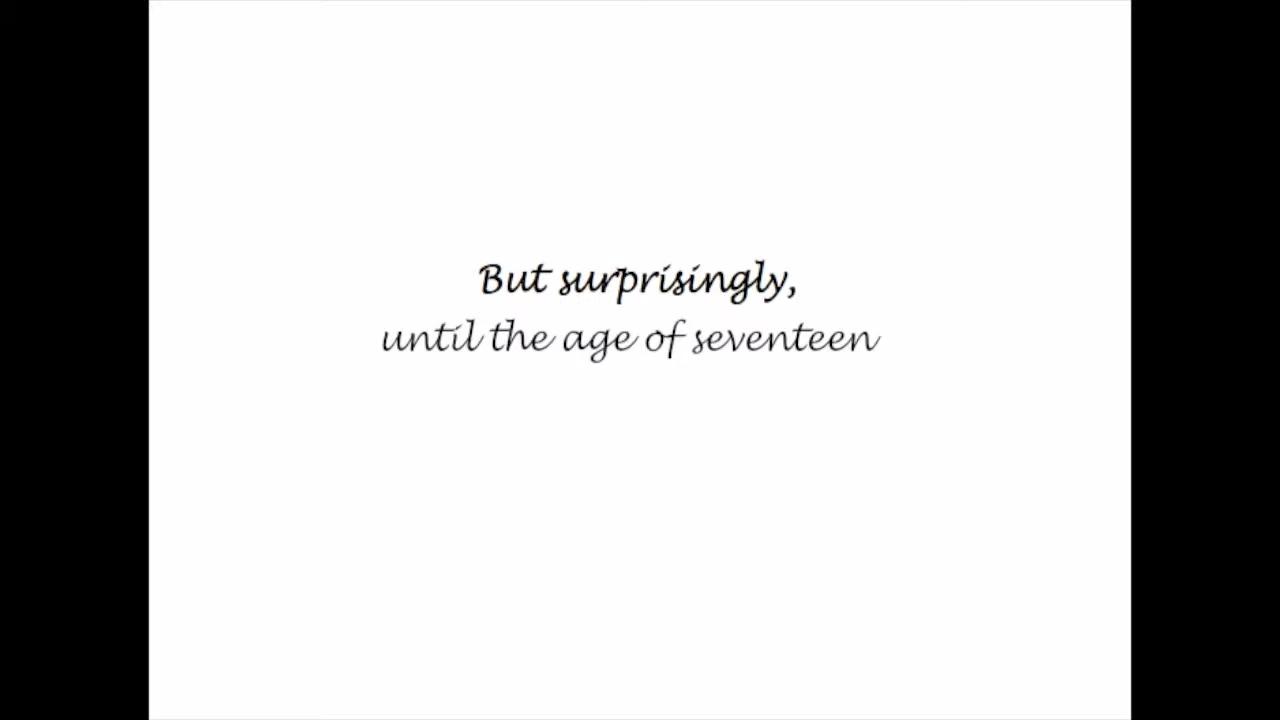 But surprisingly,
until the age of seventeen